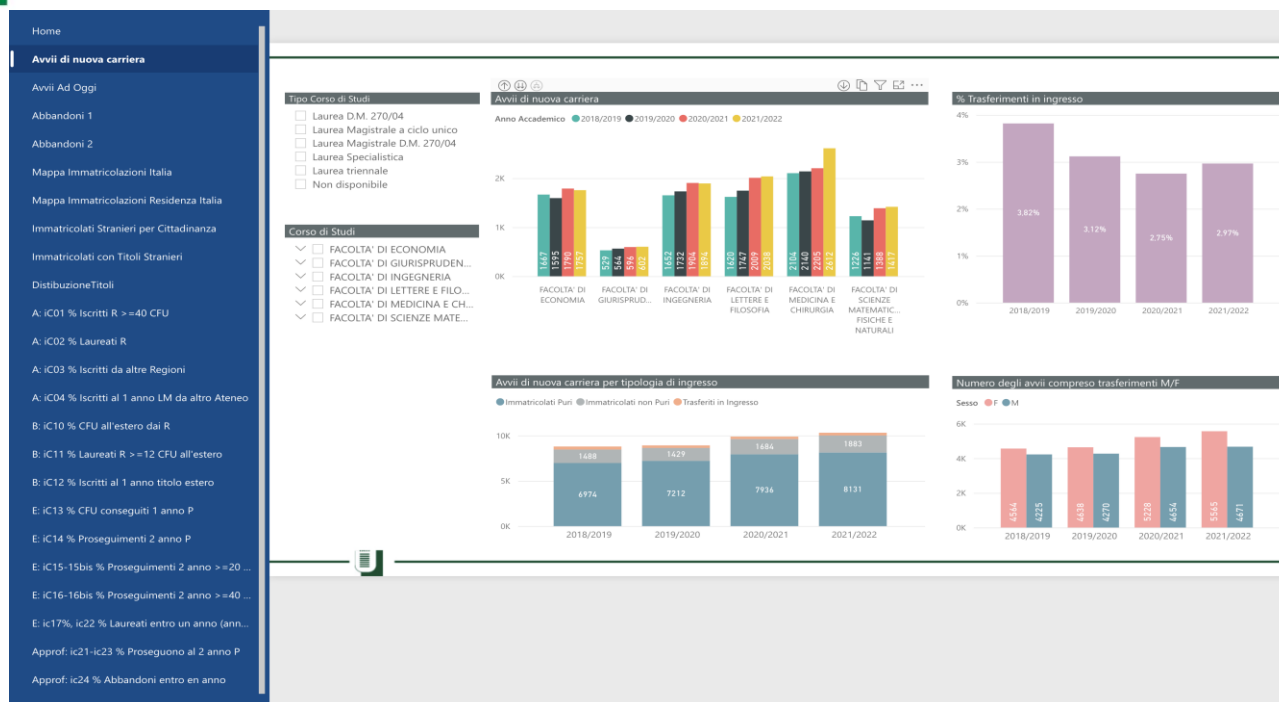 Home
Avvii di nuova carriera
Avvii Ad Oggi
Abbandoni 1
Abbandoni 2
Mappa Immatricolazioni Italia
Mappa Immatricolazioni Residenza Italia
Immatricolati Stranieri per Cittadinanza
Immatricolati con Titoli Stranieri
DistibuzioneTitoli
A: iC01 % Iscritti R >=40 CFU
A: iC02 % Laureati R
A: iC03 % Iscritti da altre Regioni
A: iC04 % Iscritti al 1 anno LM da altro Ateneo
B: iC10 % CFU all'estero dai R
B: iC11 % Laureati R >=12 CFU all'estero
B: iC12 % Iscritti al 1 anno titolo estero
E: iC13 % CFU conseguiti 1 anno P
E: iC14 % Proseguimenti 2 anno P
E: iC15-15bis % Proseguimenti 2 anno >=20 ...
E: iC16-16bis % Proseguimenti 2 anno >=40 ...
E: ic17%, ic22 % Laureati entro un anno (ann...
Approf: ic21-ic23 % Proseguono al 2 anno P
Approf: ic24 % Abbandoni entro en anno
Tipo Corso di Studi
Laurea D.M. 270/04
Laurea Magistrale a ciclo unico
Laurea Magistrale D.M. 270/04
Laurea Specialistica
Laurea triennale
Non disponibile
Corso di Studi
FACOLTA' DI ECONOMIA
FACOLTA' DI GIURISPRUDEN...
FACOLTA' DI INGEGNERIA
FACOLTA' DI LETTERE E FILO...
FACOLTA' DI MEDICINA E CH...
FACOLTA' DI SCIENZE MATE...
Avvii di nuova carriera
Anno Accademico 2018/2019 2019/2020 2020/2021 2021/2022
2K
1K
0K
1667 1595 1790 1757
529 564 596 602
1652 1732 1904 1894
1620 1747 2009 2038
2104 2140 2205 2612
1226 1141 1388 1417
FACOLTA' DI
ECONOMIA
FACOLTA' DI
GIURISPRUD...
FACOLTA' DI
INGEGNERIA
FACOLTA' DI
LETTERE E
FILOSOFIA
FACOLTA' DI
MEDICINA E
CHIRURGIA
FACOLTA' DI
SCIENZE
MATEMATIC...
FISICHE E
NATURALI
% Trasferimenti in ingresso
4%
3%
2%
1%
0%
3.82%
3.12%
2.75%
2.97%
2018/2019 2019/2020 2020/2021 2021/2022
Avvii di nuova carriera per tipologia di ingresso
Immatricolati Puri Immatricolati non Puri Trasferiti in Ingresso
10K
5K
0K
1488 1429 1684 1883
6974 7212 7936 8131
2018/2019 2019/2020 2020/2021 2021/2022
Numero degli avvii compreso trasferimenti M/F
Sesso F M
6K
4K
2K
0K
4564 4225 4638 4270 5228 4654 5565 4671
2018/2019 2019/2020 2020/2021 2021/2022